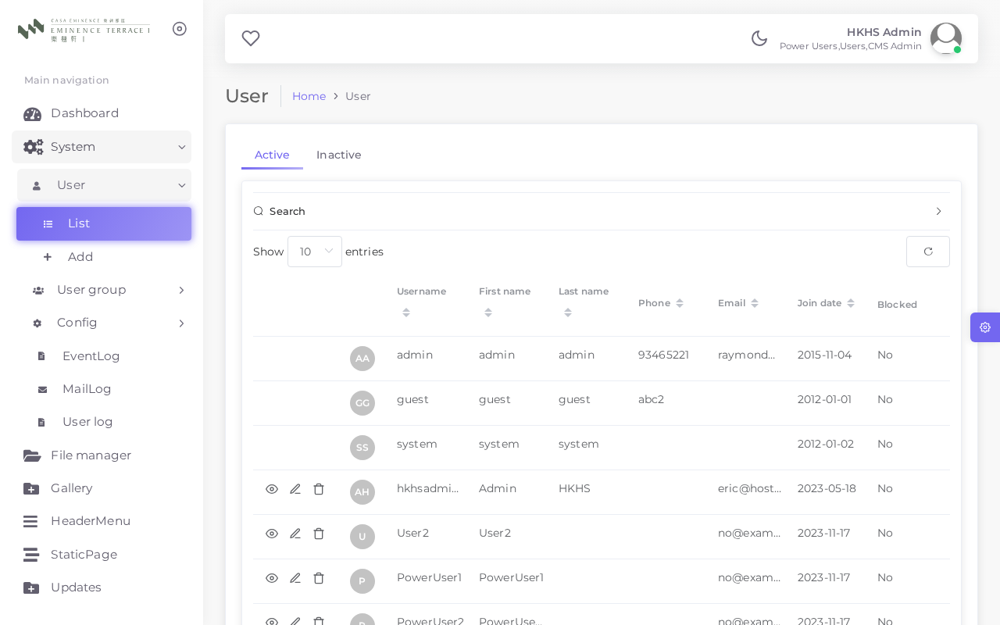 CASA EMINENCE
EMINENCE TERRACE I
HKHS Admin
Power Users,Users,CMS Admin
Main navigation
Dashboard
System
User
List
Add
User group
Config
EventLog
MailLog
User log
File manager
Gallery
HeaderMenu
StaticPage
Updates
User
Home > User
Active Inactive
Search
Show 10 entries
Username First name Last name Phone Email Join date Blocked
AA admin admin admin 93465221 raymond... 2015-11-04 No
GG guest guest guest abc2 2012-01-01 No
SS system system system 2012-01-02 No
AH hkhsadmi... Admin HKHS eric@host... 2023-05-18 No
U User2 User2 no@exam... 2023-11-17 No
P PowerUser1 PowerUser1 no@exam... 2023-11-17 No
PowerUser2 PowerUse... no@exam... 2023-11-17 No